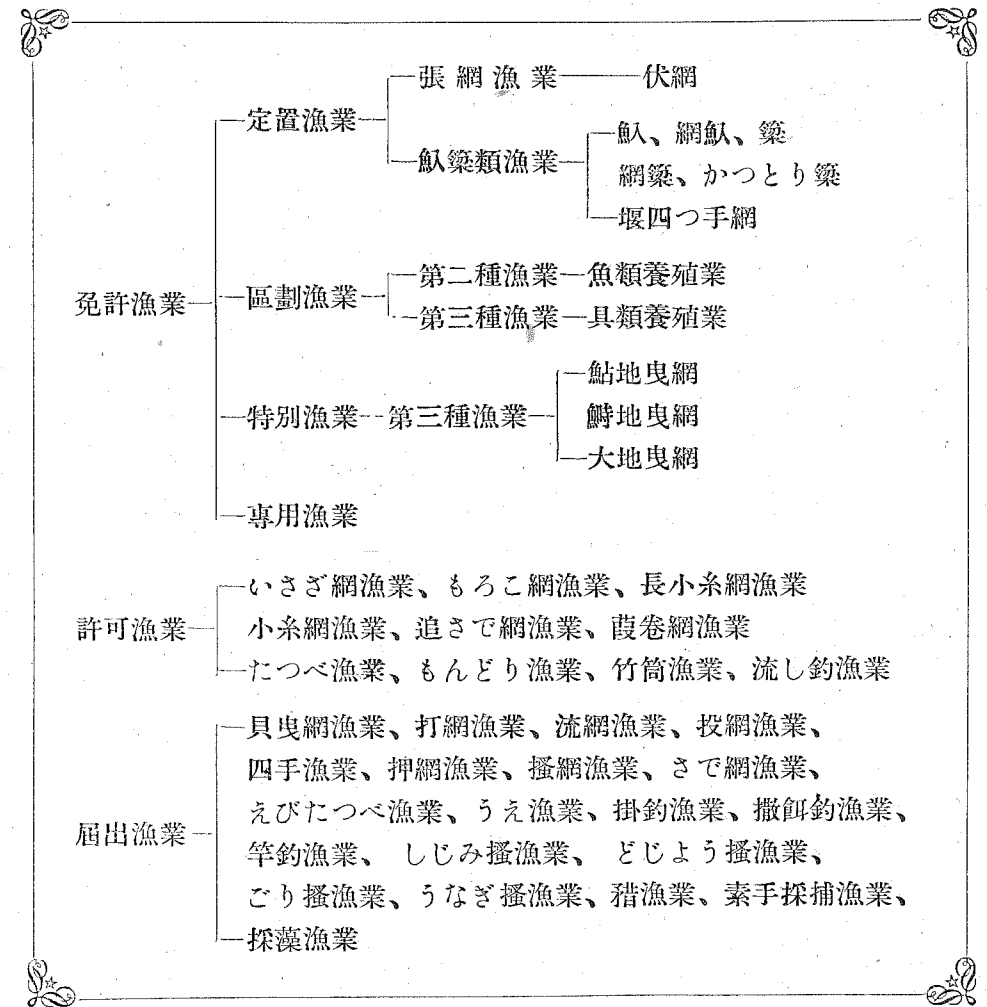 張網漁業 伏網
定置漁業
魞、網魞、簗
魞簗類漁業
網簗、かつとり簗
堰四つ手網
第二種漁業 魚類養殖業
免許漁業 區劃漁業
第三種漁業 具類養殖業
鮎地曳網
特別漁業 第三種漁業 鰣地曳網
大地曳網
專用漁業
いさざ網漁業、もろこ網漁業、長小糸網漁業
許可漁業 小糸網漁業、追さで網漁業、葭卷網漁業
たつべ漁業、もんどり漁業、竹筒漁業、流し釣漁業
貝曳網漁業、打網漁業、流網漁業、投網漁業、
四手漁業、押網漁業、搔網漁業、さで網漁業、
屆出漁業 えびたつべ漁業、うえ漁業、掛釣漁業、撒餌釣漁業、
竿釣漁業、しじみ搔漁業、どじよう搔漁業、
ごり搔漁業、うなぎ搔漁業、矠漁業、素手採捕漁業、
採藻漁業